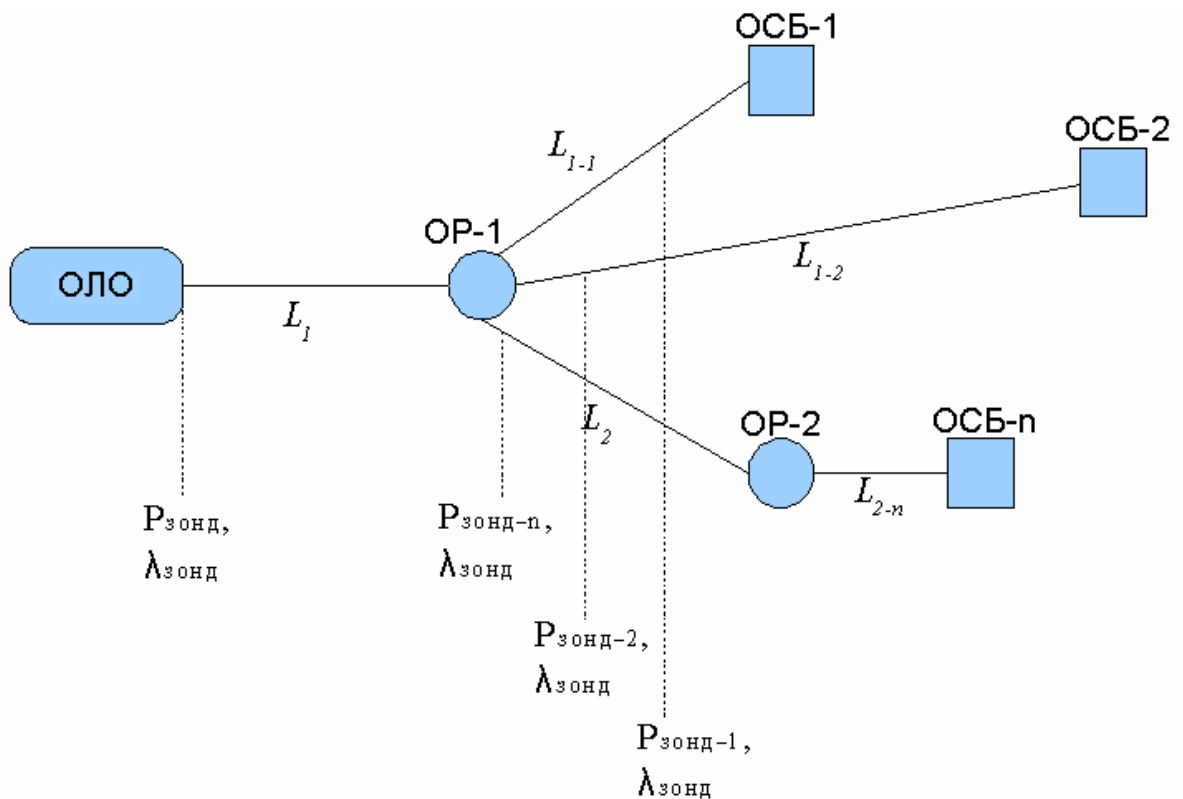 ОСБ-1
ОСБ-2
L1-1
ОР-1
L1-2
ОЛО
L1
L2
ОР-2
ОСБ-n
L2-n
Pзонд,
λзонд
Pзонд-n,
λзонд
Pзонд-2,
λзонд
Pзонд-1,
λзонд